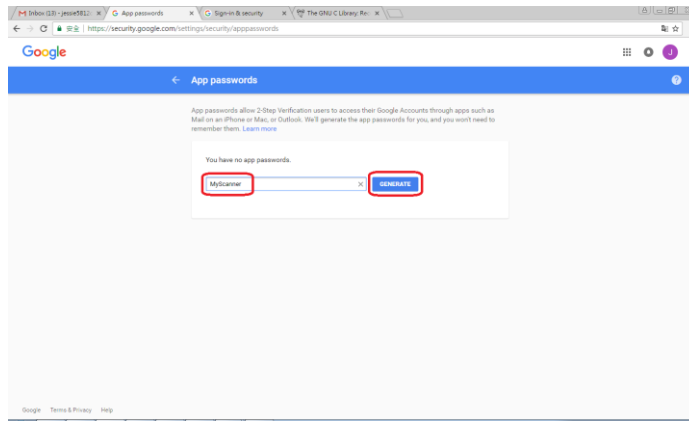 Inbox (18) - jessie5812
App passwords
Sign-in & security
The GNU C Library: Re
安全 | https://security.google.com/settings/security/apppasswords
Google
J
App passwords
App passwords allow 2-Step Verification users to access their Google Accounts through apps such as
Mail on an iPhone or Mac, or Outlook. We'll generate the app passwords for you, and you won't need to
remember them. Learn more
You have no app passwords.
MyScanner
GENERATE
Google Terms & Privacy Help